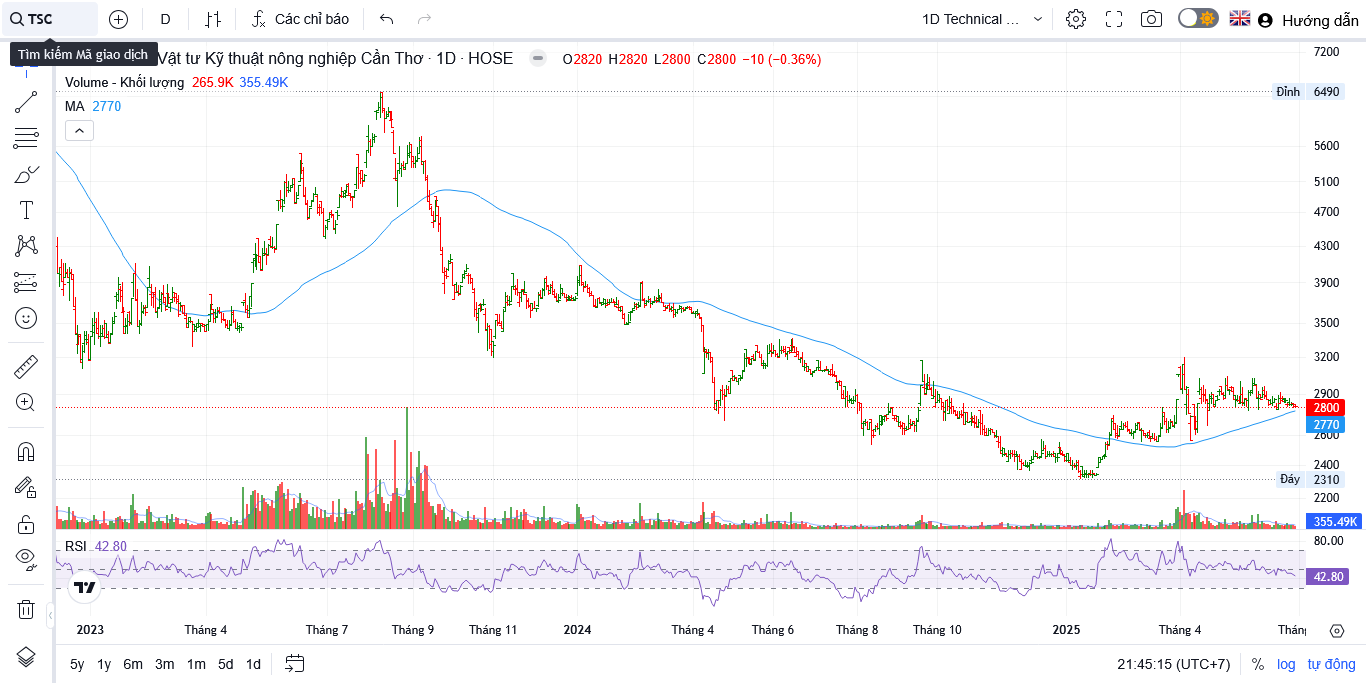 TSC
D
Các chỉ báo
1D Technical ...
Hướng dẫn
Tìm kiếm Mã giao dịch
Vật tư Kỹ thuật nông nghiệp Cần Thơ · 1D · HOSE
O2820 H2820 L2800 C2800 −10 (−0.36%)
Volume - Khối lượng 265.9K 355.49K
MA 2770
7200
Đỉnh 6490
5600
5100
4700
4300
3900
3500
3200
2900
2800
2770
2600
2400
Đáy 2310
2200
355.49K
RSI 42.80
80.00
42.80
2023 Tháng 4 Tháng 7 Tháng 9 Tháng 11 2024 Tháng 4 Tháng 6 Tháng 8 Tháng 10 2025 Tháng 4
5y 1y 6m 3m 1m 5d 1d
21:45:15 (UTC+7) % log tự động